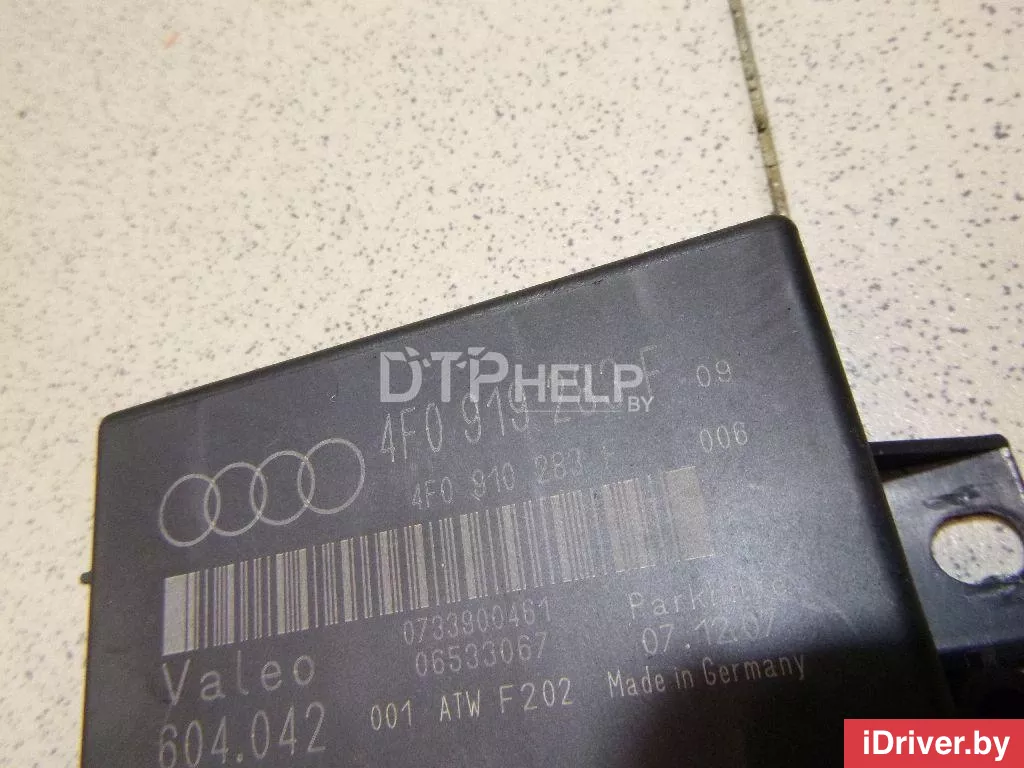 DTPHELP
BY
4F0 919 283 F 09
4F0 910 283 F 006
0733900461
Valeo 06533067 07.12.07
604.042 001 ATW F202 Made in Germany
iDriver.by